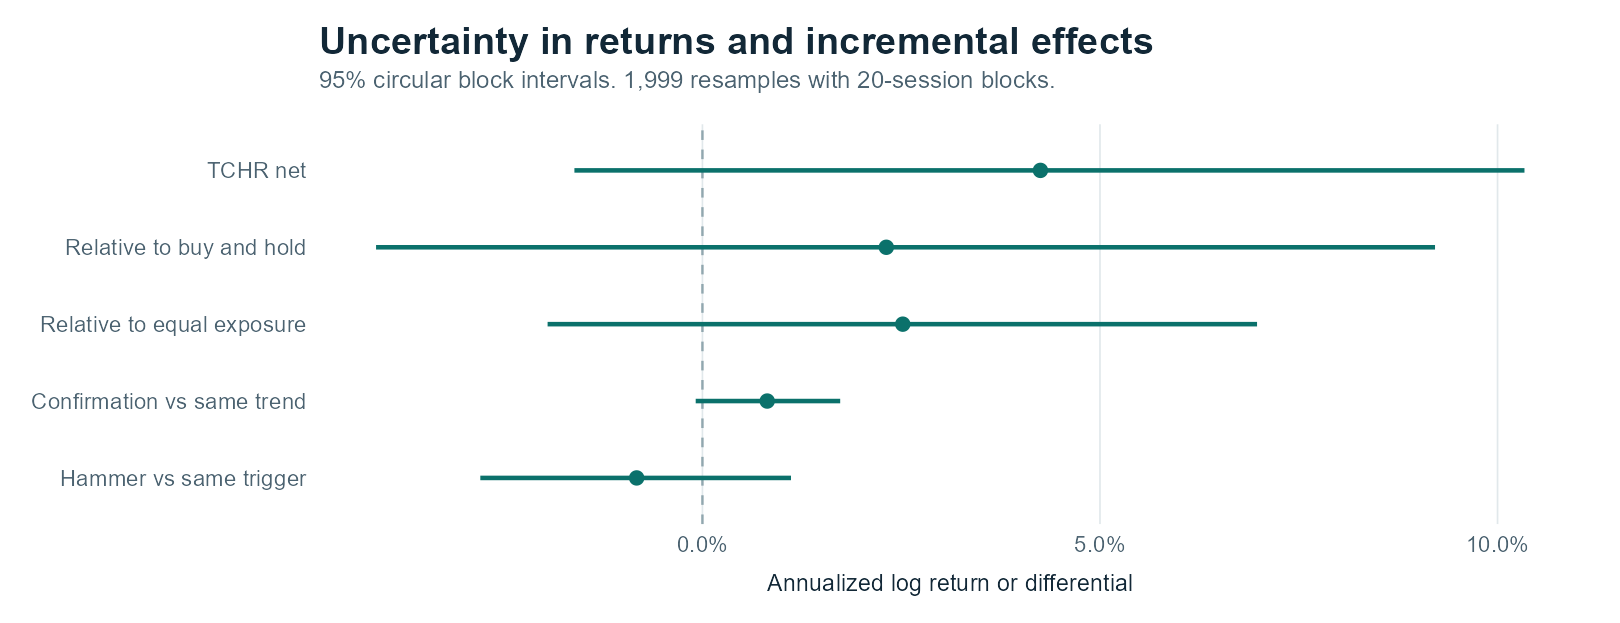 Uncertainty in returns and incremental effects
95% circular block intervals. 1,999 resamples with 20-session blocks.
TCHR net
Relative to buy and hold
Relative to equal exposure
Confirmation vs same trend
Hammer vs same trigger
0.0% 5.0% 10.0%
Annualized log return or differential